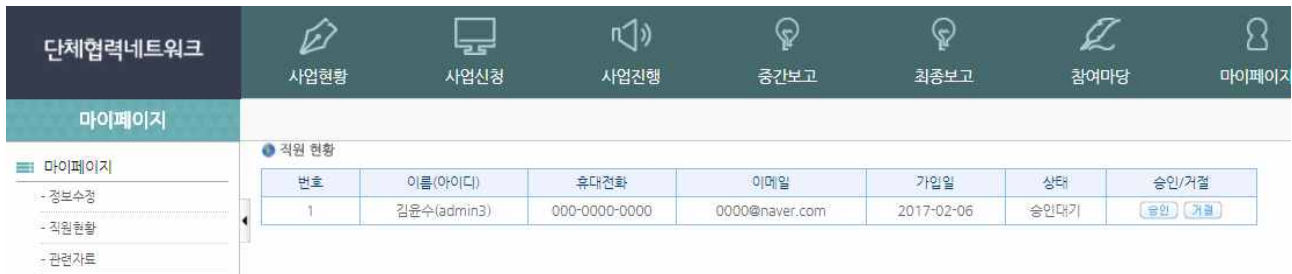 단체협력네트워크
사업현황 사업신청 사업진행 중간보고 최종보고 참여마당 마이페이지
마이페이지
마이페이지
- 정보수정
- 직원현황
- 관련자료
직원 현황
번호 이름(아이디) 휴대전화 이메일 가입일 상태 승인/거절
1 김윤수(admin3) 000-0000-0000 0000@naver.com 2017-02-06 승인대기 승인 거절